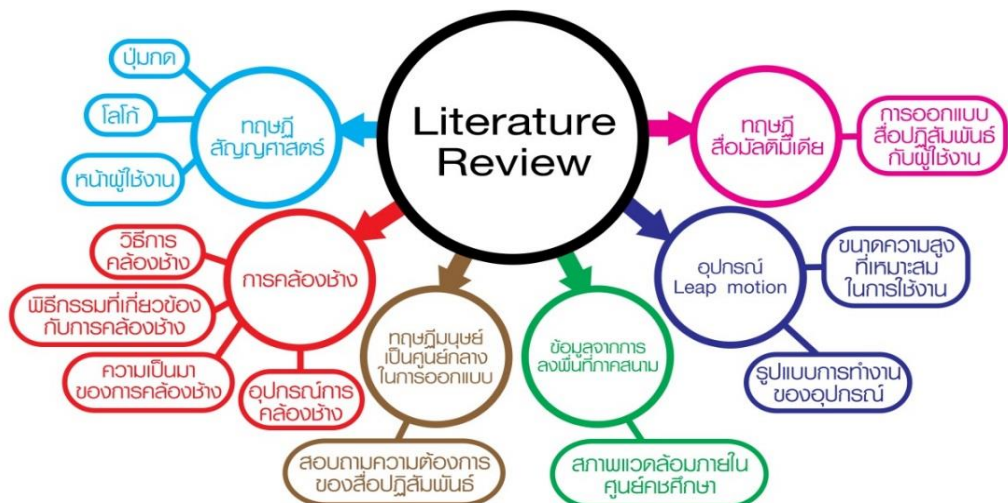 Literature
Review
ทฤษฎี
สัญญศาสตร์
ปุ่มกด
โลโก้
หน้าผู้ใช้งาน
การคล้องช้าง
วิธีการ
คล้องช้าง
พิธีกรรมที่เกี่ยวข้อง
กับการคล้องช้าง
ความเป็นมา
ของการคล้องช้าง
อุปกรณ์การ
คล้องช้าง
ทฤษฎีมนุษย์
เป็นศูนย์กลาง
ในการออกแบบ
สอบถามความต้องการ
ของสื่อปฏิสัมพันธ์
ข้อมูลจากการ
ลงพื้นที่ภาคสนาม
สภาพแวดล้อมภายใน
ศูนย์คชศึกษา
อุปกรณ์
Leap motion
ขนาดความสูง
ที่เหมาะสม
ในการใช้งาน
รูปแบบการทำงาน
ของอุปกรณ์
ทฤษฎี
สื่อมัลติมีเดีย
การออกแบบ
สื่อปฏิสัมพันธ์
กับผู้ใช้งาน